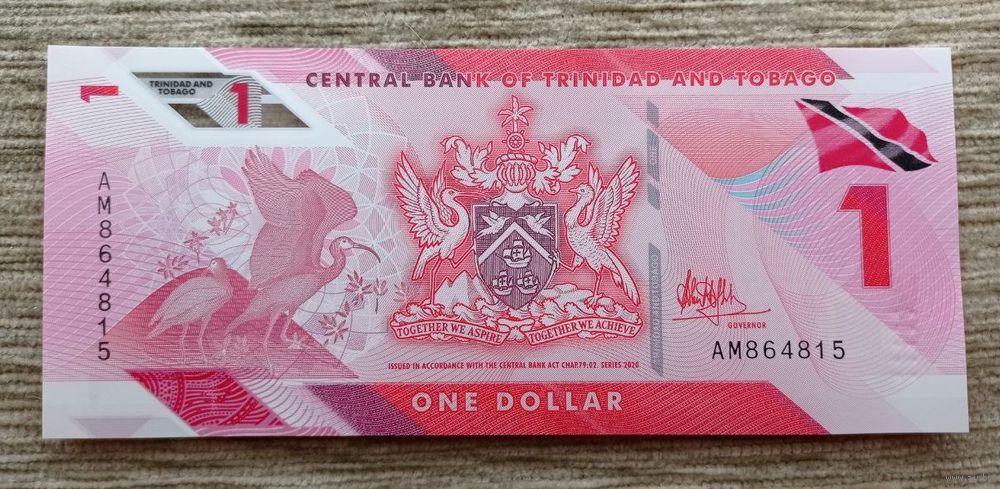 CENTRAL BANK OF TRINIDAD AND TOBAGO
1
TRINIDAD AND
TOBAGO
1
AM864815
ONE
1
TOGETHER WE ASPIRE TOGETHER WE ACHIEVE
GOVERNOR
AM864815
ISSUED IN ACCORDANCE WITH THE CENTRAL BANK ACT CHAP.79:02. SERIES 2020
ONE DOLLAR